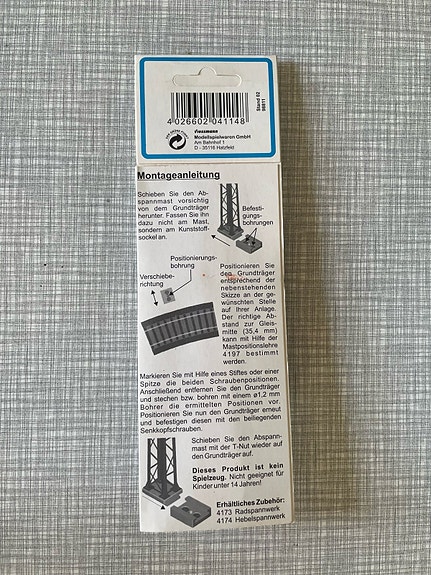 4 026602 041148
Stand 02
98811
viessmann
Modellspielwaren GmbH
Am Bahnhof 1
D - 35116 Hatzfeld
Montageanleitung
Schieben Sie den Ab-
spannmast vorsichtig
von dem Grundträger
herunter. Fassen Sie ihn
dazu nicht am Mast,
sondern am Kunststoff-
sockel an.
Befesti-
gungs-
bohrungen
Positionierungs-
bohrung
Verschiebe-
richtung
Positionieren Sie
den Grundträger
entsprechend der
nebenstehenden
Skizze an der ge-
wünschten Stelle
auf Ihrer Anlage.
Der richtige Ab-
stand zur Gleis-
mitte (35,4 mm)
kann mit Hilfe der
Mastpositionslehre
4197 bestimmt
werden.
Markieren Sie mit Hilfe eines Stiftes oder einer
Spitze die beiden Schraubenpositionen.
Anschließend entfernen Sie den Grundträger
und stechen bzw. bohren mit einem ø1,2 mm
Bohrer die ermittelten Positionen vor.
Positionieren Sie nun den Grundträger erneut
und befestigen diesen mit den beiliegenden
Senkkopfschrauben.
Schieben Sie den Abspann-
mast mit der T-Nut wieder auf
den Grundträger auf.
Dieses Produkt ist kein
Spielzeug. Nicht geeignet für
Kinder unter 14 Jahren!
Erhältliches Zubehör:
4173 Radspannwerk
4174 Hebelspannwerk